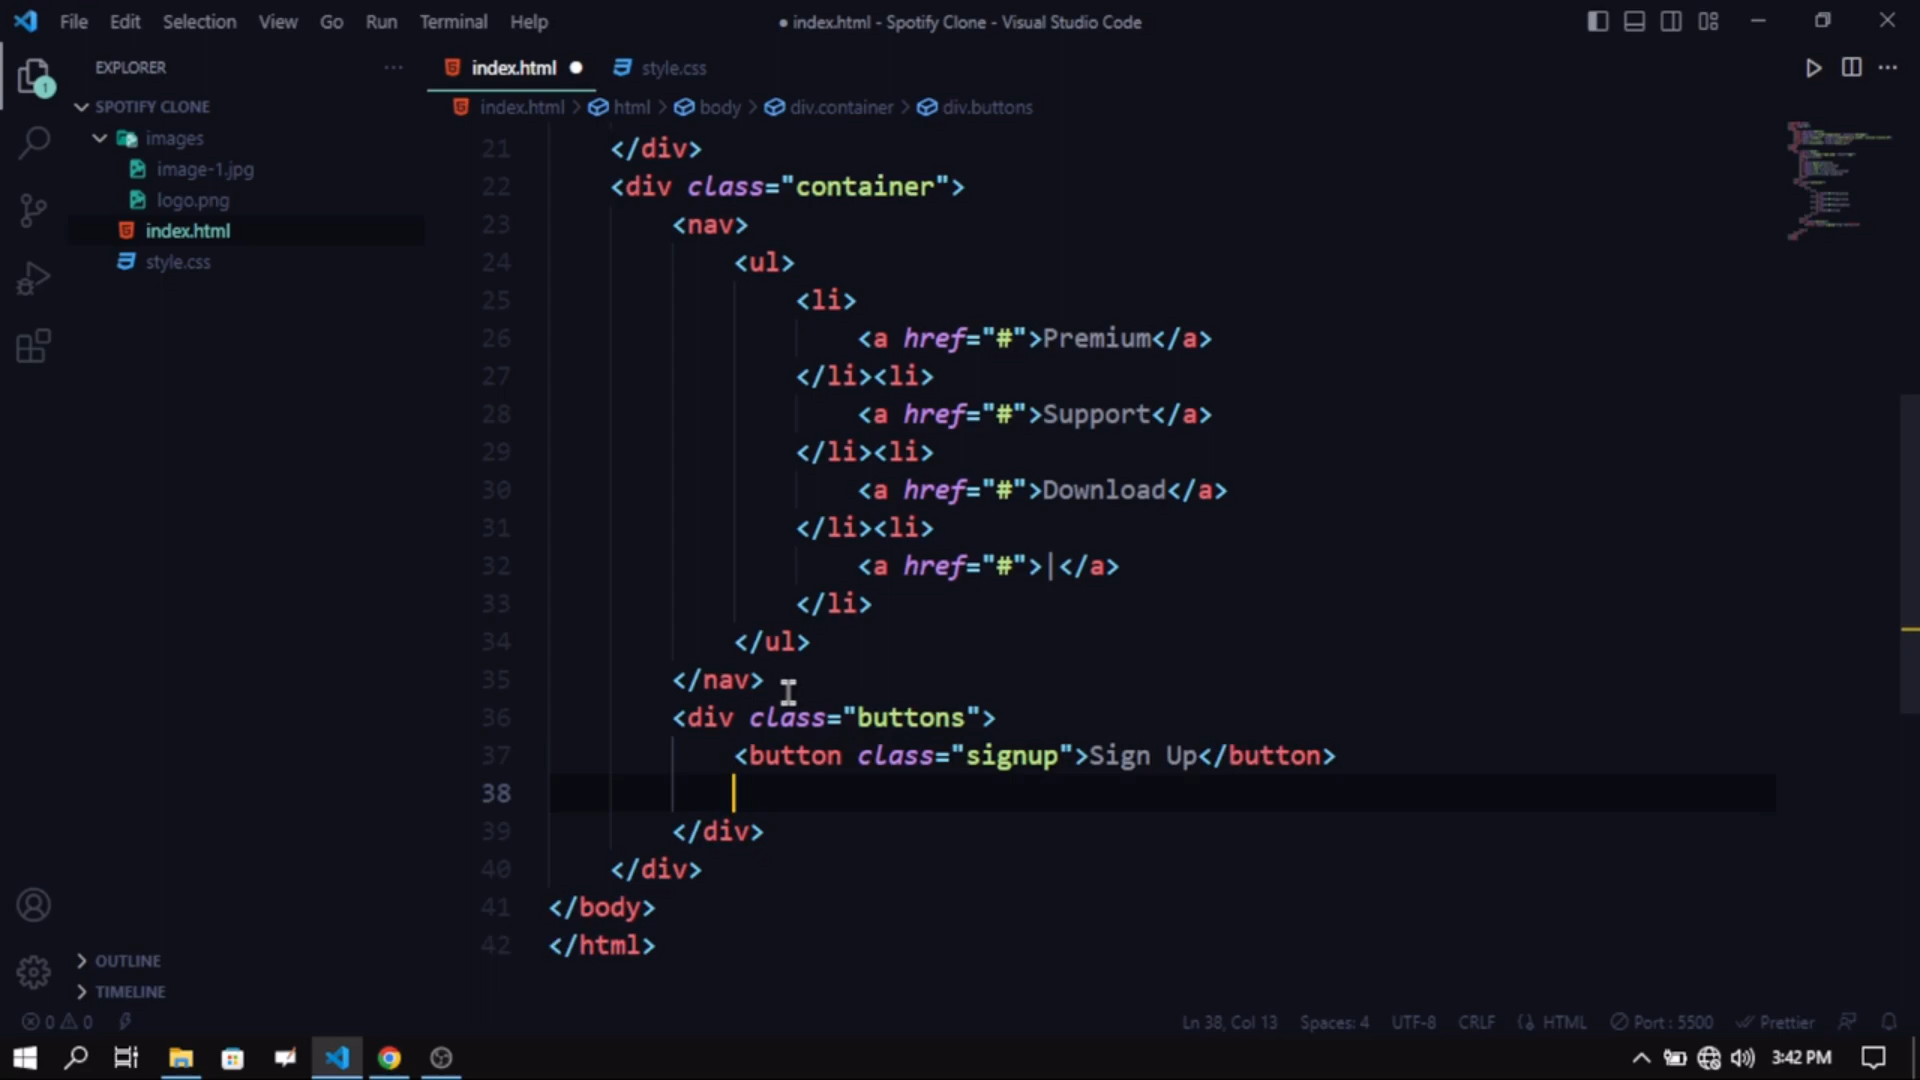 File Edit Selection View Go Run Terminal Help
● index.html - Spotify Clone - Visual Studio Code
EXPLORER
SPOTIFY CLONE
images
image-1.jpg
logo.png
index.html
style.css
1
OUTLINE
TIMELINE
index.html ● style.css
index.html > html > body > div.container > div.buttons
21 </div>
22 <div class="container">
23 <nav>
24 <ul>
25 <li>
26 <a href="#">Premium</a>
27 </li><li>
28 <a href="#">Support</a>
29 </li><li>
30 <a href="#">Download</a>
31 </li><li>
32 <a href="#">|</a>
33 </li>
34 </ul>
35 </nav>
36 <div class="buttons">
37 <button class="signup">Sign Up</button>
38
39 </div>
40 </div>
41 </body>
42 </html>
0 0 Ln 38, Col 13 Spaces: 4 UTF-8 CRLF HTML Port : 5500 Prettier
3:42 PM